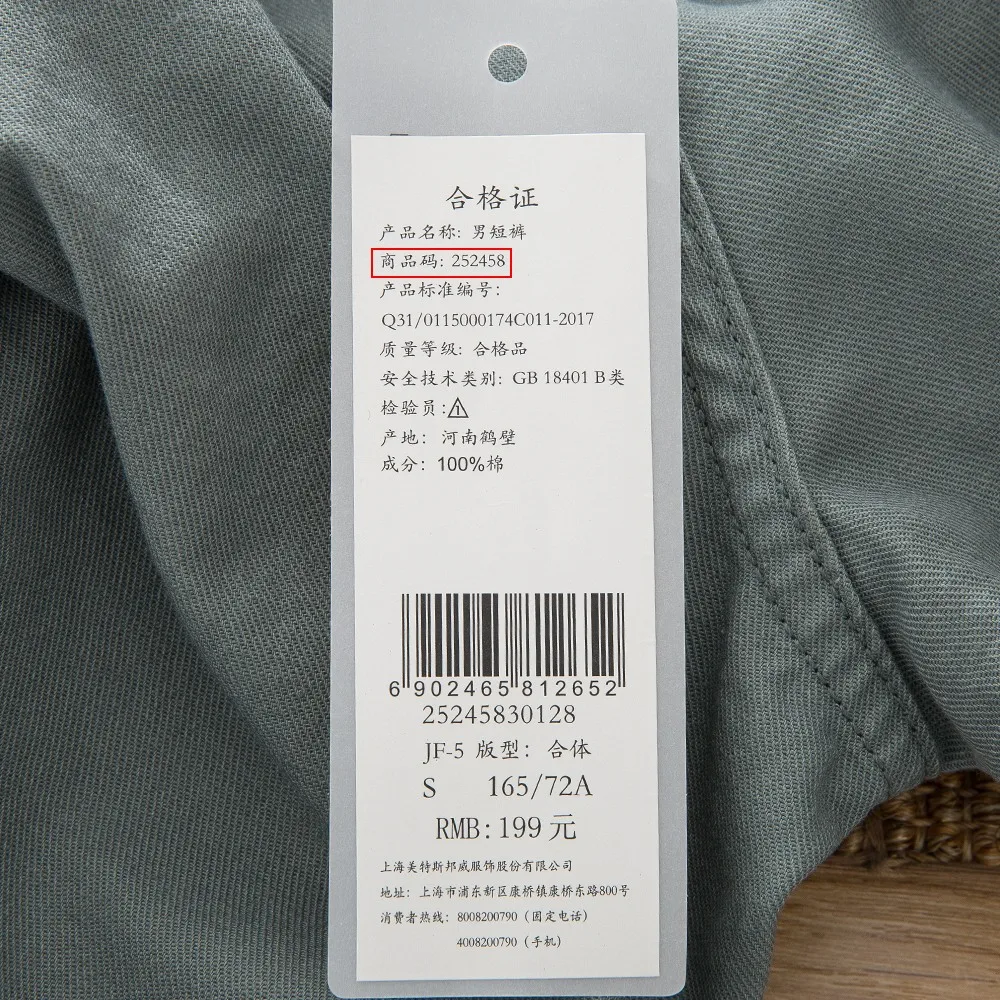 合格证
产品名称: 男短裤
商品码: 252458
产品标准编号:
Q31/0115000174C011-2017
质量等级: 合格品
安全技术类别: GB 18401 B类
检验员: 1
产地: 河南鹤壁
成分: 100%棉
6 902465 812652
25245830128
JF-5 版型: 合体
S 165/72A
RMB: 199 元
上海美特斯邦威服饰股份有限公司
地址: 上海市浦东新区康桥镇康桥东路800号
消费者热线: 8008200790 (固定电话)
4008200790 (手机)